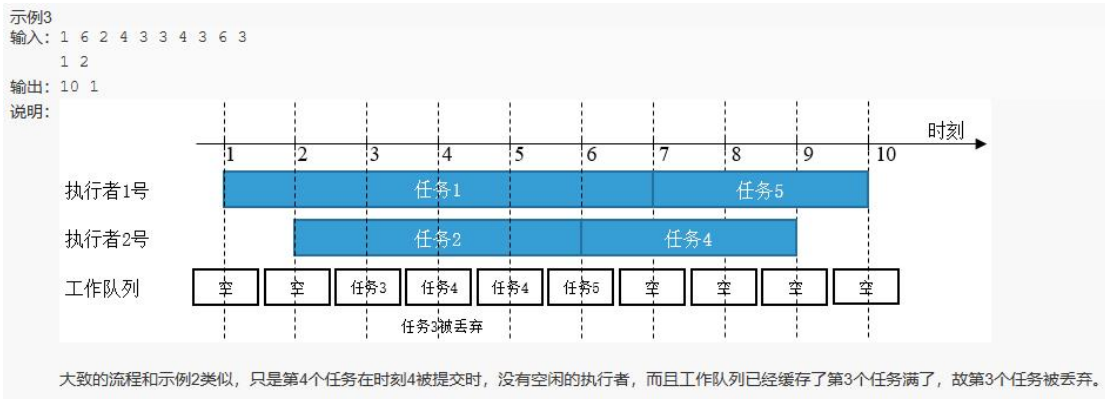 示例3
输入: 1 6 2 4 3 3 4 3 6 3
1 2
输出: 10 1
说明:
时刻
1 2 3 4 5 6 7 8 9 10
执行者1号 任务1 任务5
执行者2号 任务2 任务4
工作队列 空 空 任务3 任务4 任务4 任务5 空 空 空 空
任务3被丢弃
大致的流程和示例2类似，只是第4个任务在时刻4被提交时，没有空闲的执行者，而且工作队列已经缓存了第3个任务满了，故第3个任务被丢弃。